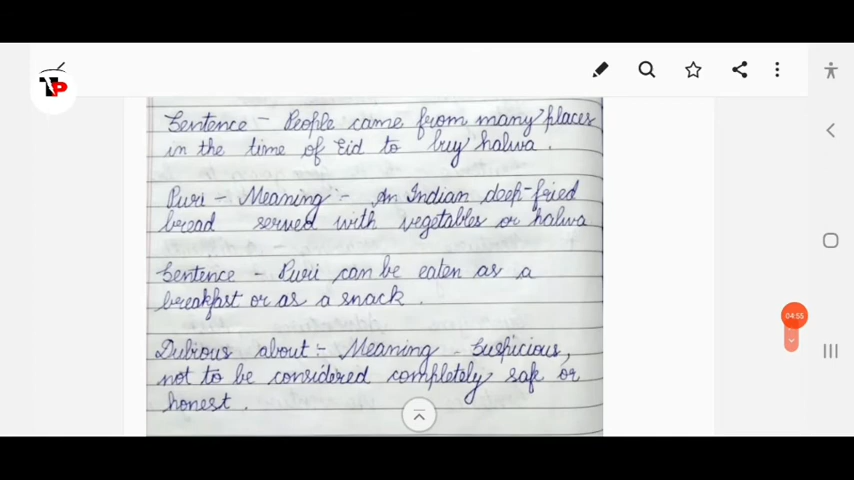 Sentence - People came from many places
in the time of Eid to buy halwa.
Puri - Meaning :- An Indian deep-fried
bread served with vegetables or halwa
Sentence - Puri can be eaten as a
breakfast or as a snack.
Dubious about :- Meaning - Suspicious,
not to be considered completely safe or
honest.
04:55